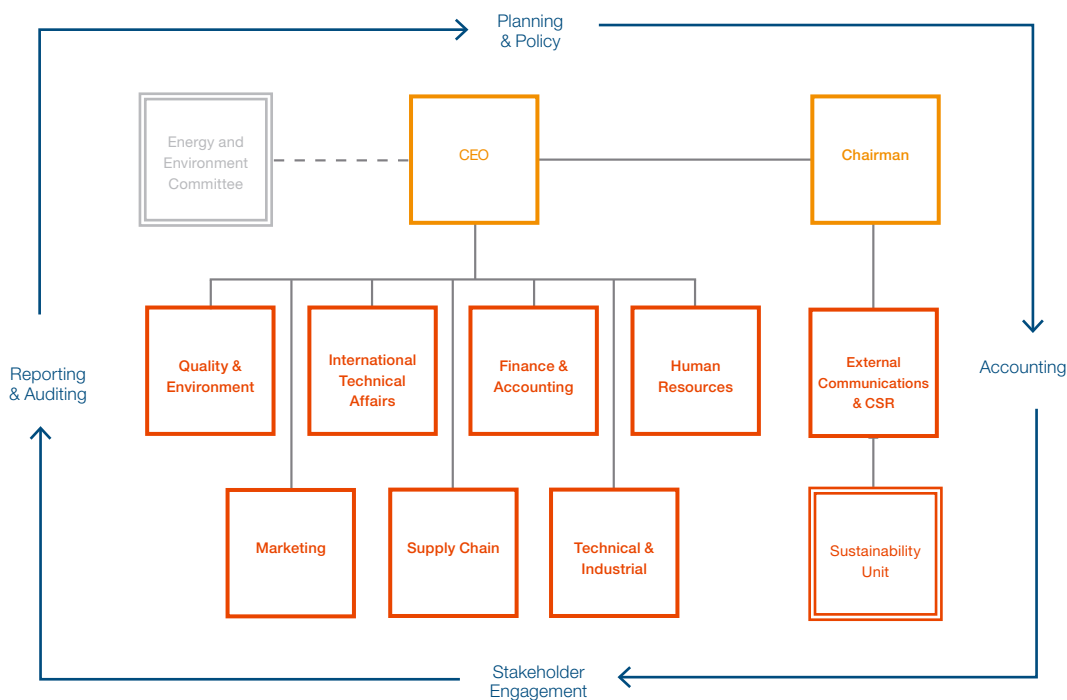 Planning
& Policy
Energy and
Environment
Committee
CEO
Chairman
Quality &
Environment
International
Technical
Affairs
Finance &
Accounting
Human
Resources
External
Communications
& CSR
Reporting
& Auditing
Accounting
Marketing
Supply Chain
Technical &
Industrial
Sustainability
Unit
Stakeholder
Engagement